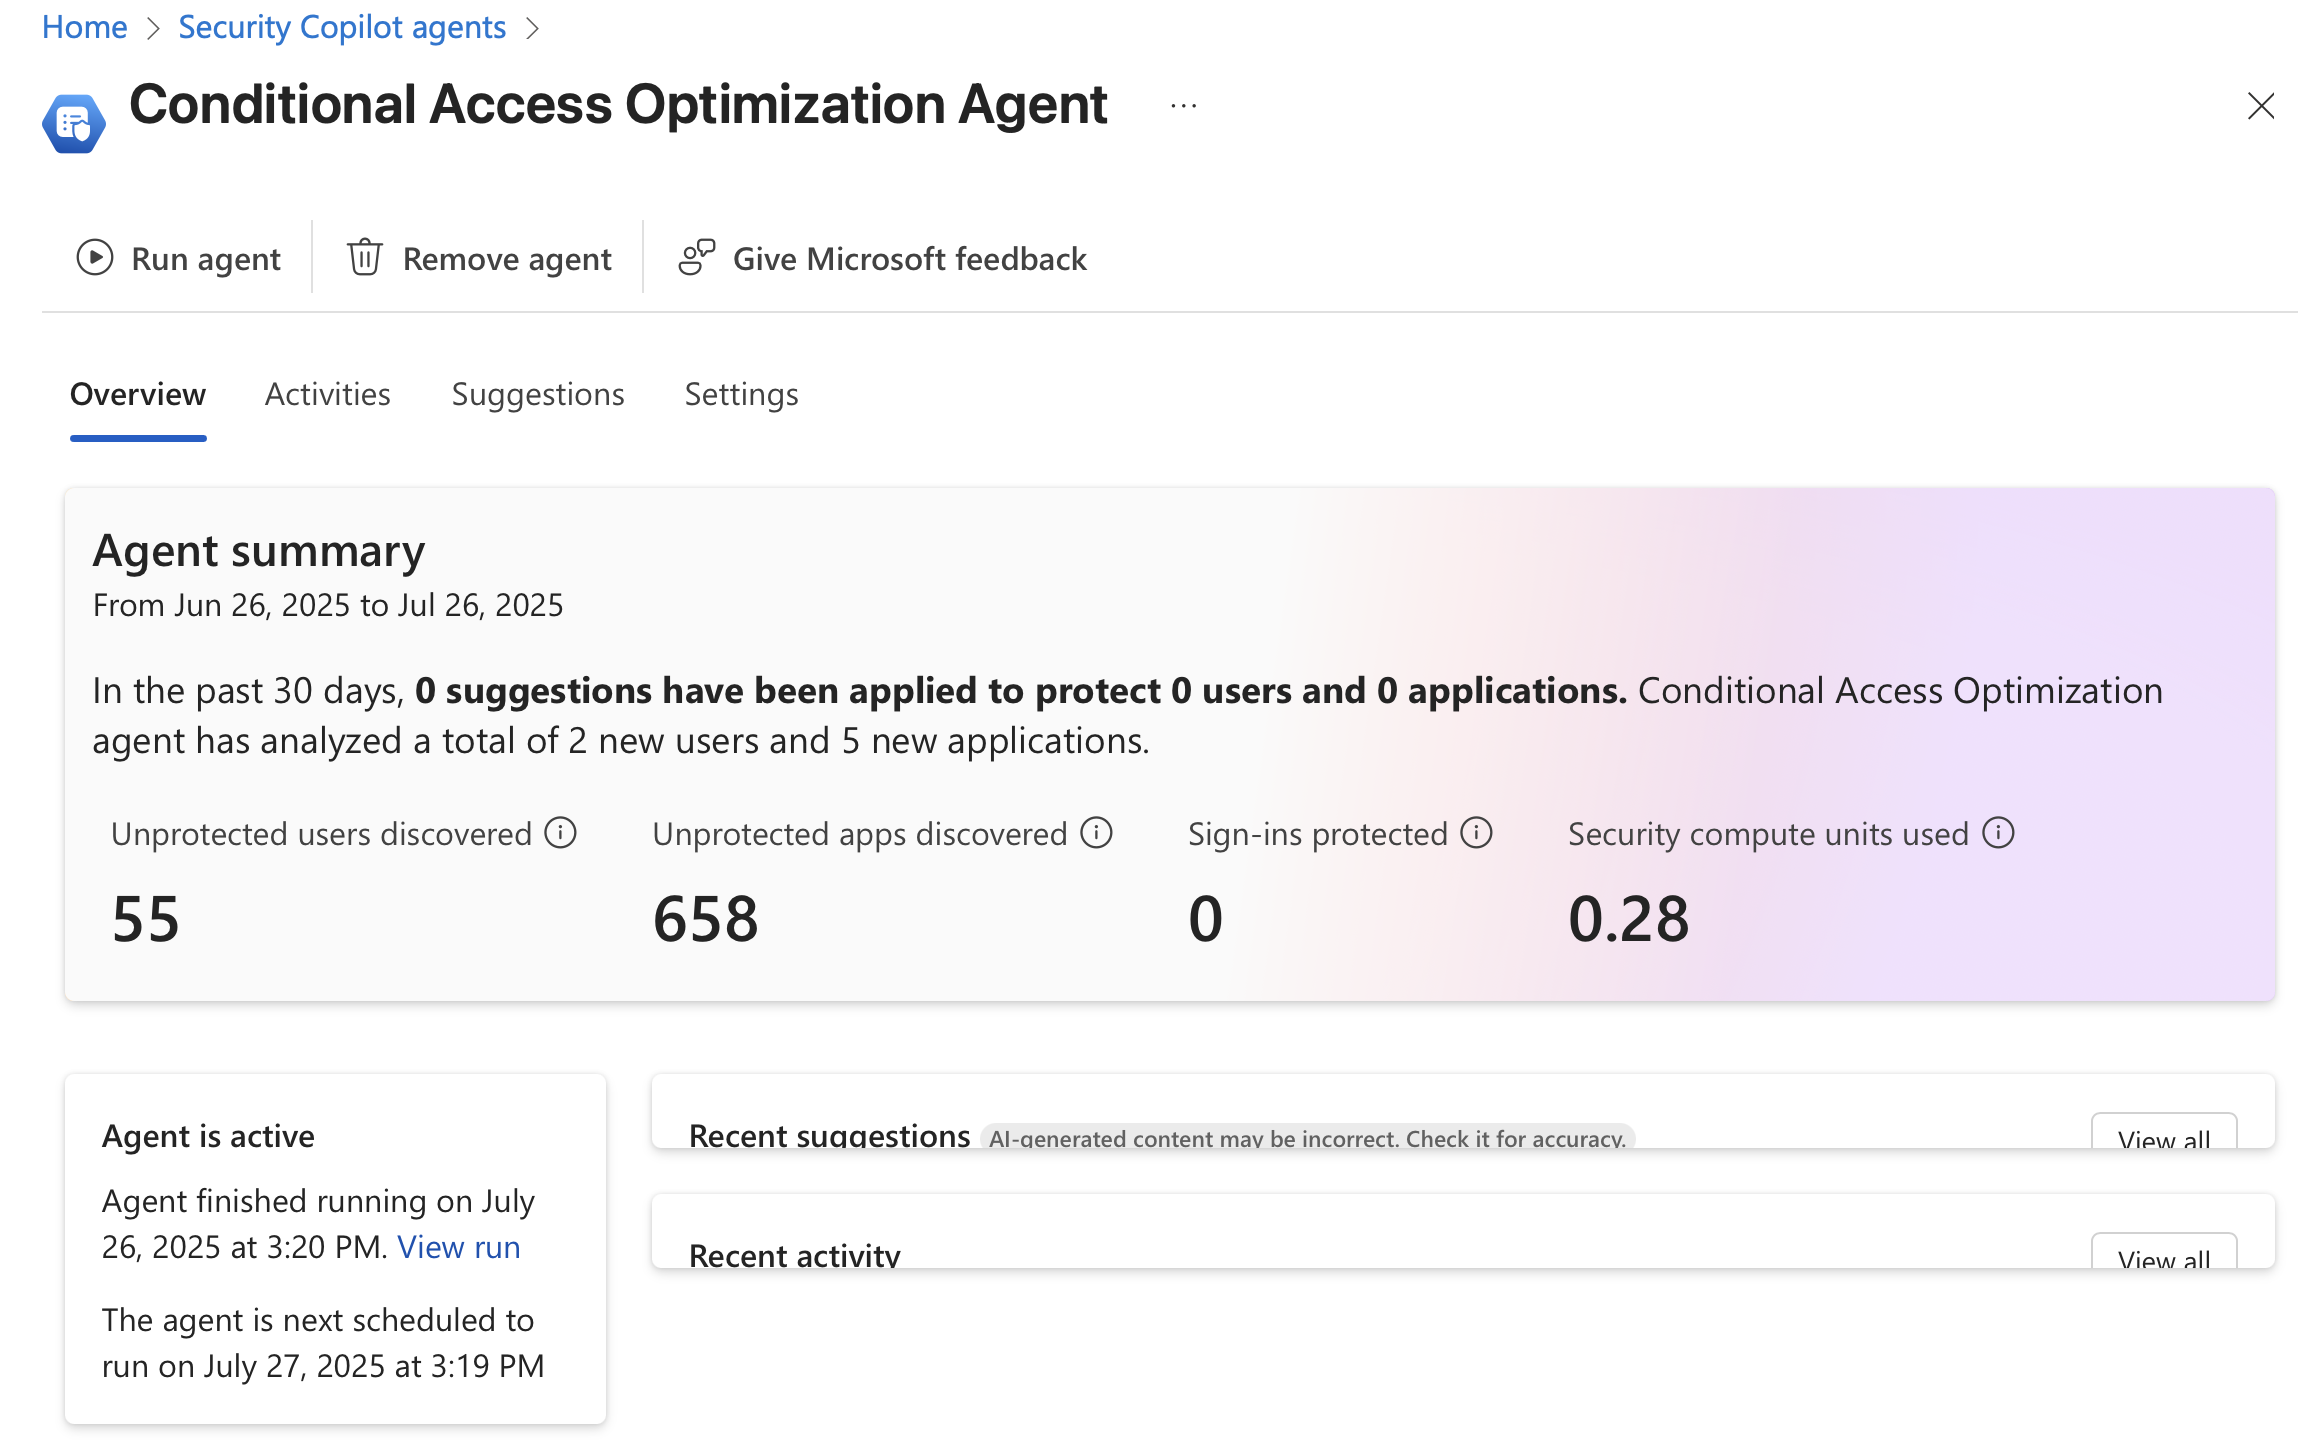 Home > Security Copilot agents >
Conditional Access Optimization Agent ...
Run agent
Remove agent
Give Microsoft feedback
Overview
Activities
Suggestions
Settings
Agent summary
From Jun 26, 2025 to Jul 26, 2025
In the past 30 days, 0 suggestions have been applied to protect 0 users and 0 applications. Conditional Access Optimization
agent has analyzed a total of 2 new users and 5 new applications.
Unprotected users discovered
55
Unprotected apps discovered
658
Sign-ins protected
0
Security compute units used
0.28
Agent is active
Agent finished running on July
26, 2025 at 3:20 PM. View run
The agent is next scheduled to
run on July 27, 2025 at 3:19 PM
Recent suggestions
AI-generated content may be incorrect. Check it for accuracy.
View all
Recent activity
View all